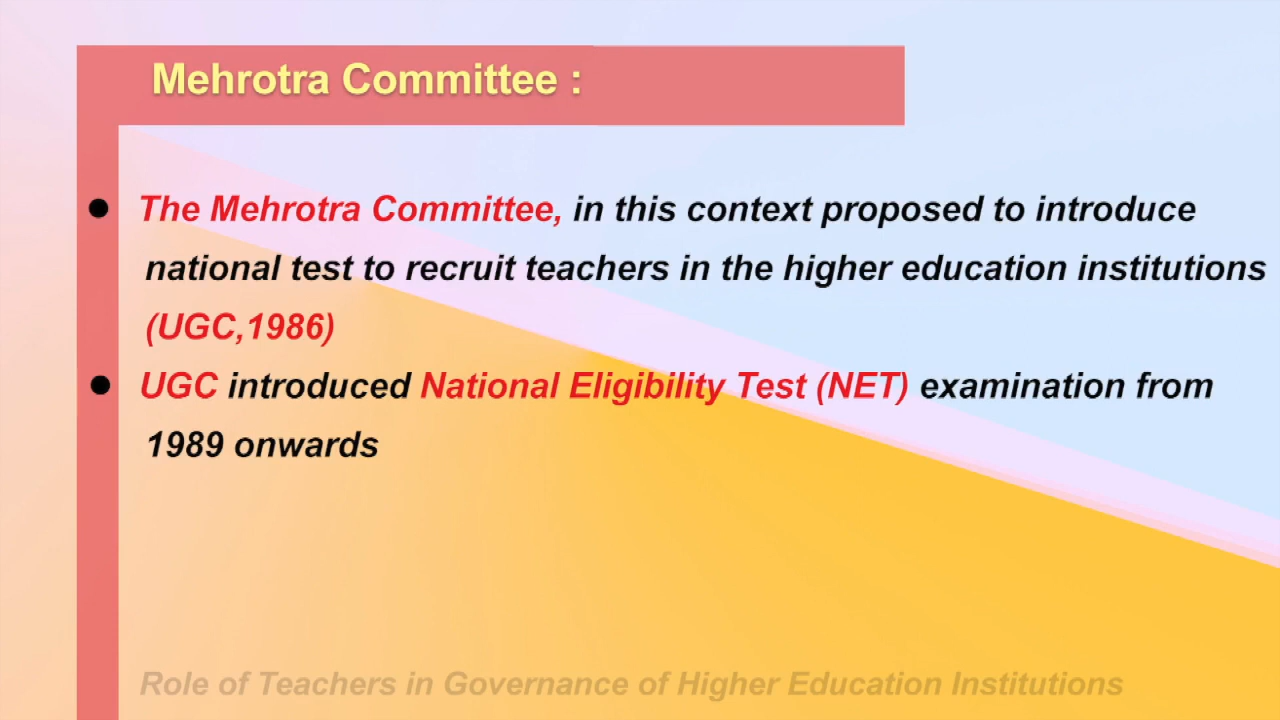 Mehrotra Committee :
● The Mehrotra Committee, in this context proposed to introduce
national test to recruit teachers in the higher education institutions
(UGC,1986)
● UGC introduced National Eligibility Test (NET) examination from
1989 onwards
Role of Teachers in Governance of Higher Education Institutions